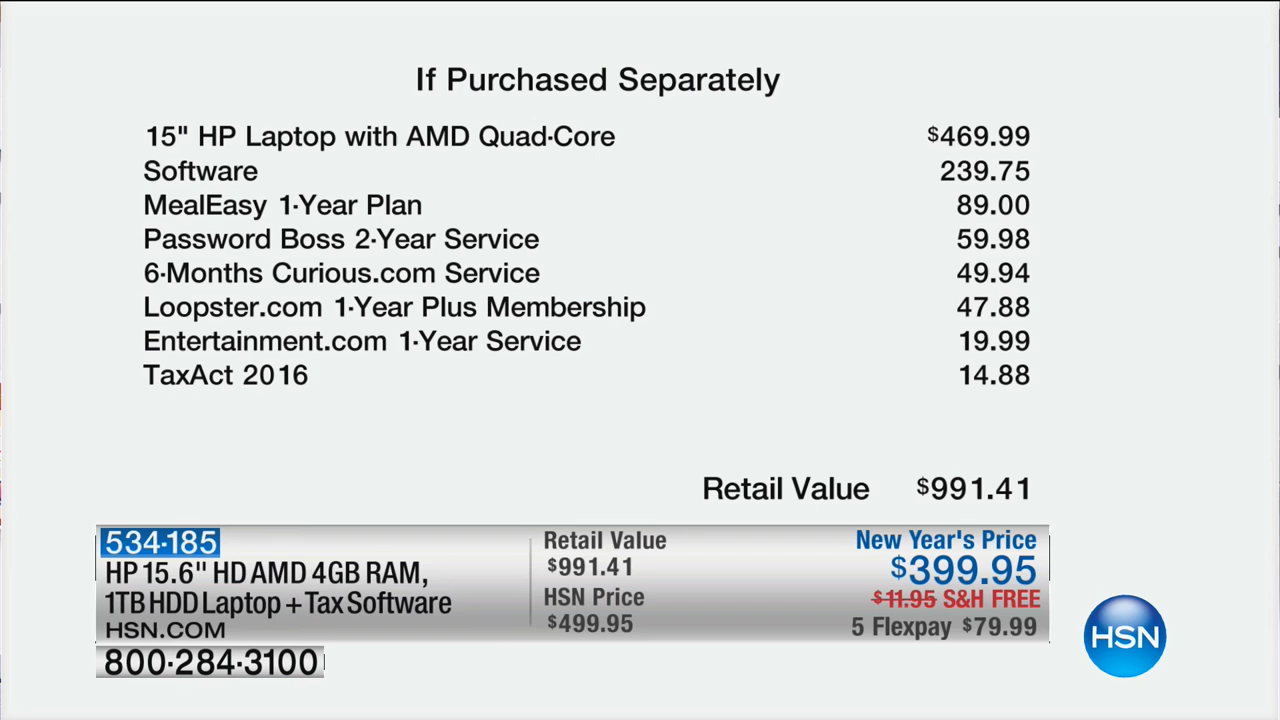 If Purchased Separately
15" HP Laptop with AMD Quad-Core $469.99
Software 239.75
MealEasy 1-Year Plan 89.00
Password Boss 2-Year Service 59.98
6-Months Curious.com Service 49.94
Loopster.com 1-Year Plus Membership 47.88
Entertainment.com 1-Year Service 19.99
TaxAct 2016 14.88
Retail Value $991.41
534-185
HP 15.6" HD AMD 4GB RAM,
1TB HDD Laptop + Tax Software
HSN.COM
800-284-3100
Retail Value
$991.41
HSN Price
$499.95
New Year's Price
$399.95
$11.95 S&H FREE
5 Flexpay $79.99
HSN